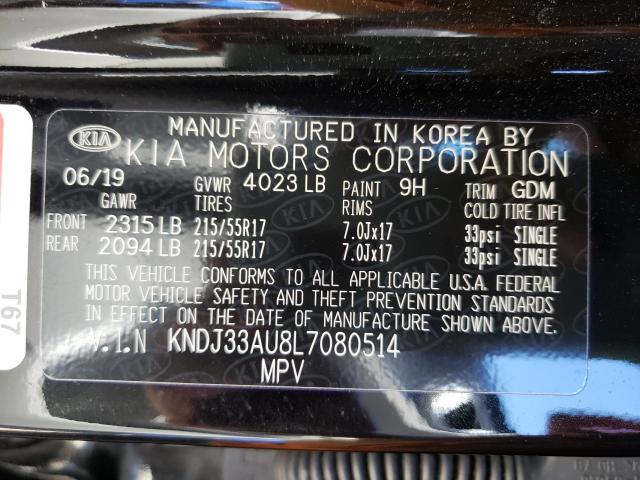 MANUFACTURED IN KOREA BY
KIA KIA MOTORS CORPORATION
06/19 GVWR 4023 LB PAINT 9H TRIM GDM
GAWR TIRES RIMS COLD TIRE INFL
FRONT 2315 LB 215/55R17 7.0Jx17 33psi SINGLE
REAR 2094 LB 215/55R17 7.0Jx17 33psi SINGLE
THIS VEHICLE CONFORMS TO ALL APPLICABLE U.S.A. FEDERAL
MOTOR VEHICLE SAFETY AND THEFT PREVENTION STANDARDS
IN EFFECT ON THE DATE OF MANUFACTURE SHOWN ABOVE.
V.I.N KNDJ33AU8L7080514
MPV
T67